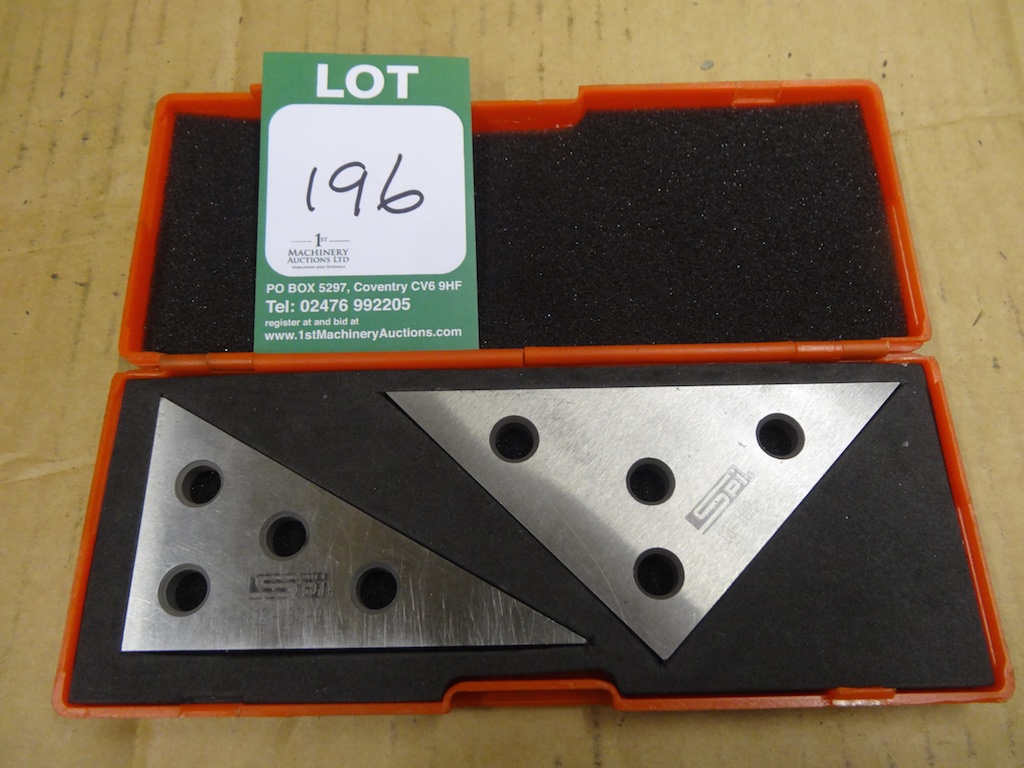 LOT
196
1ST
MACHINERY
AUCTIONS LTD
PO BOX 5297, Coventry CV6 9HF
Tel: 02476 992205
register at and bid at
www.1stMachineryAuctions.com
SPI
SPI